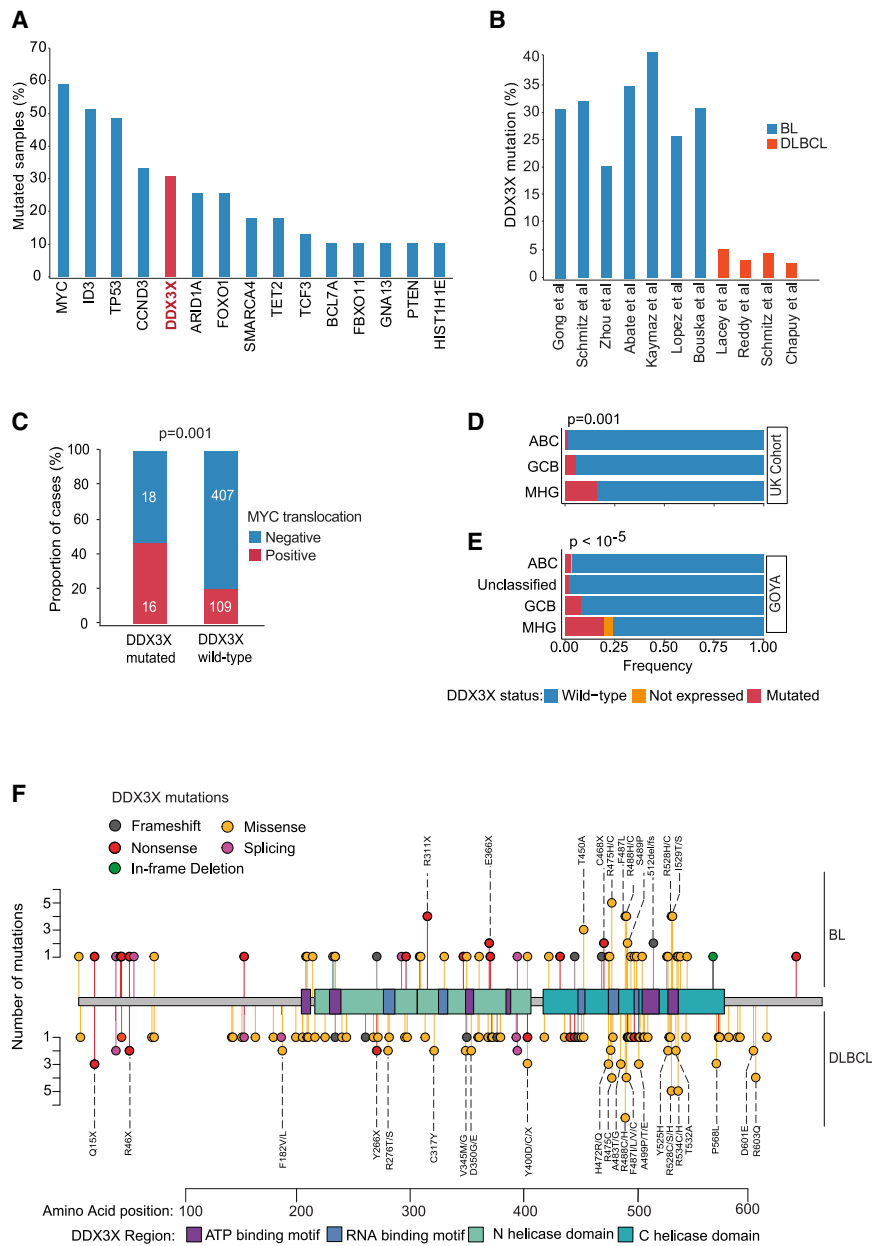 A
Mutated samples (%)
70
60
50
40
30
20
10
0
MYC
ID3
TP53
CCND3
DDX3X
ARID1A
FOXO1
SMARCA4
TET2
TCF3
BCL7A
FBXO11
GNA13
PTEN
HIST1H1E
B
DDX3X mutation (%)
40
35
30
25
20
15
10
5
0
BL
DLBCL
Gong et al
Schmitz et al
Zhou et al
Abate et al
Kaymaz et al
Lopez et al
Bouska et al
Lacey et al
Reddy et al
Schmitz et al
Chapuy et al
C
p=0.001
Proportion of cases (%)
100
80
60
40
20
0
18
407
16
109
DDX3X mutated
DDX3X wild-type
MYC translocation
Negative
Positive
D
p=0.001
ABC
GCB
MHG
UK Cohort
E
p < 10-5
ABC
Unclassified
GCB
MHG
GOYA
0.00
0.25
0.50
0.75
1.00
Frequency
DDX3X status:
Wild-type
Not expressed
Mutated
F
DDX3X mutations
Frameshift
Missense
Nonsense
Splicing
In-frame Deletion
Number of mutations
5
3
1
1
3
5
R311X
E366X
T450A
C468X
R475H/C
F487L
R488H/C
S489P
512del/fs
R528H/C
I529T/S
BL
DLBCL
Q15X
R46X
F182V/L
Y266X
R276T/S
C317Y
V345M/G
D350G/E
Y400D/C/X
H472R/Q
R475C
A483T/G
R488C/H
F487I/L/V/C
A499P/T/E
Y525H
R528C/S/H
R534C/H
T532A
P568L
D601E
R603Q
Amino Acid position:
100
200
300
400
500
600
DDX3X Region:
ATP binding motif
RNA binding motif
N helicase domain
C helicase domain